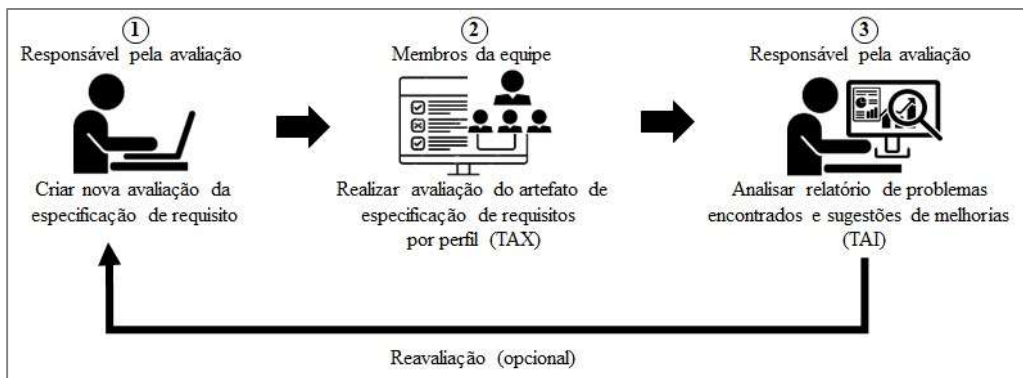 1
Responsável pela avaliação
Criar nova avaliação da
especificação de requisito
2
Membros da equipe
Realizar avaliação do artefato de
especificação de requisitos
por perfil (TAX)
3
Responsável pela avaliação
Analisar relatório de problemas
encontrados e sugestões de melhorias
(TAI)
Reavaliação (opcional)